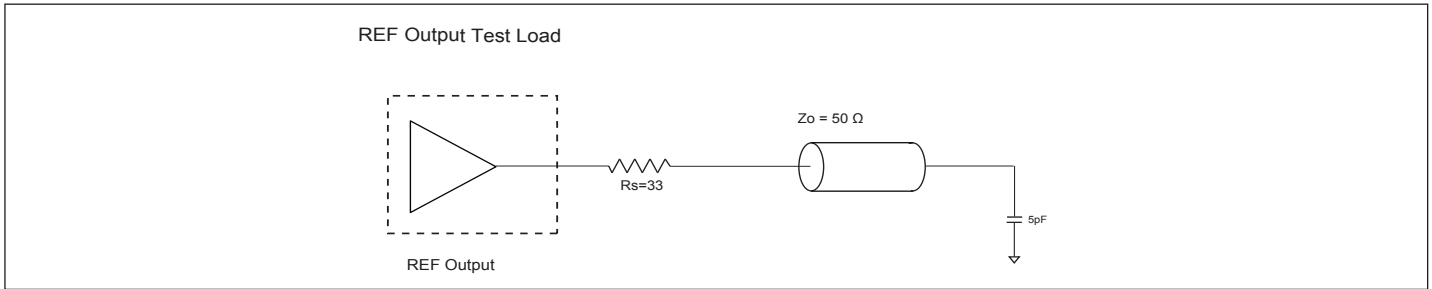 REF Output Test Load
Zo = 50 Ω
Rs=33
5pF
REF Output